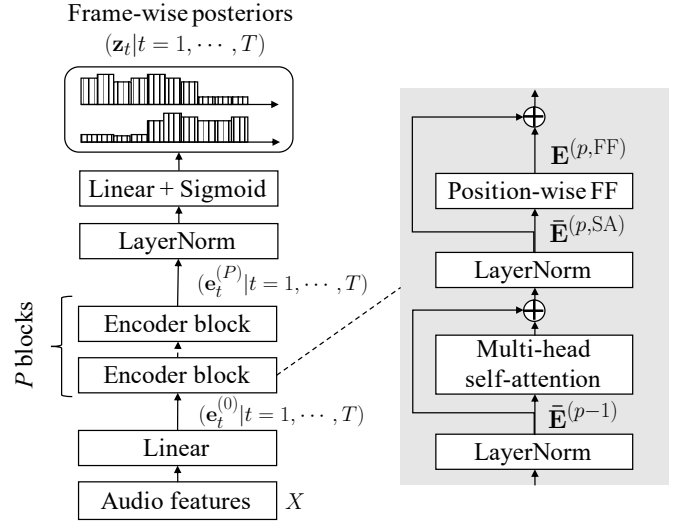 Frame-wise posteriors
(𝐳_t|t = 1, ⋯ , T)
Linear + Sigmoid
LayerNorm
(𝐞_t^{(P)}|t = 1, ⋯ , T)
P blocks
Encoder block
Encoder block
(𝐞_t^{(0)}|t = 1, ⋯ , T)
Linear
Audio features X
𝐄^{(p,FF)}
Position-wise FF
𝐄̄^{(p,SA)}
LayerNorm
Multi-head
self-attention
𝐄̄^{(p−1)}
LayerNorm